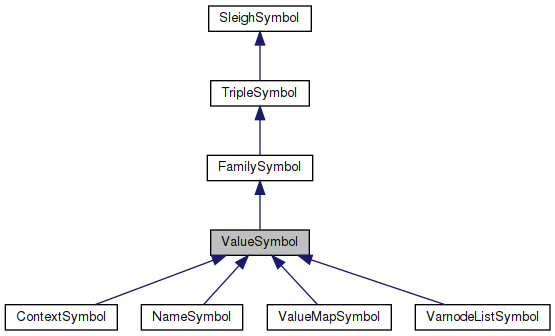 SleighSymbol
TripleSymbol
FamilySymbol
ValueSymbol
ContextSymbol NameSymbol ValueMapSymbol VarnodeListSymbol